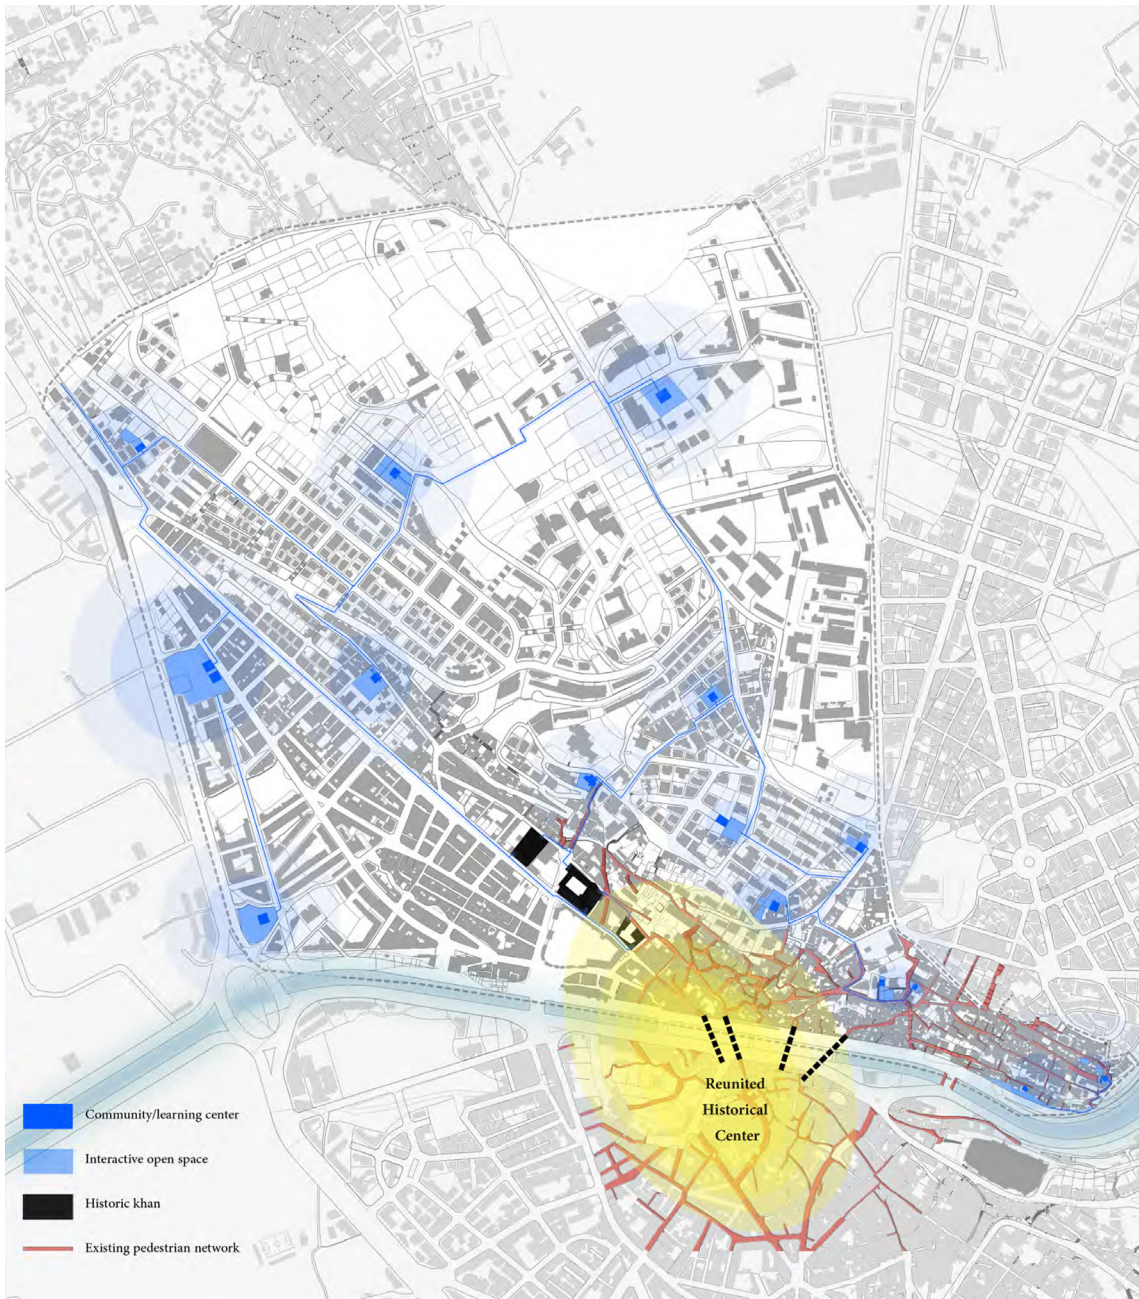 Reunited
Historical
Center
Community/learning center
Interactive open space
Historic khan
Existing pedestrian network